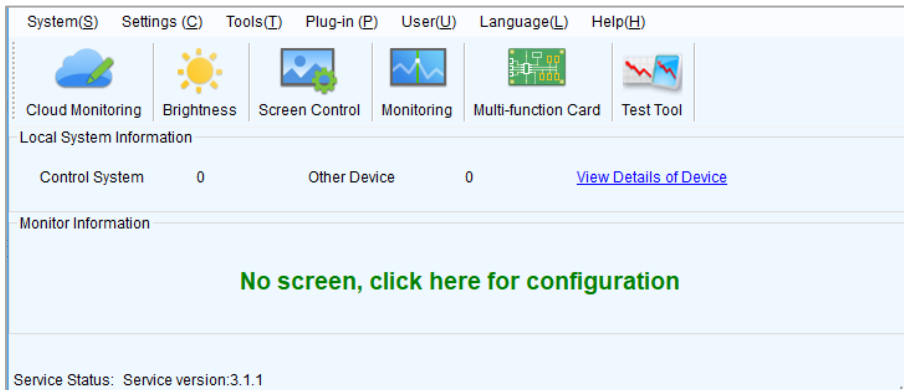 System(S) Settings (C) Tools(T) Plug-in (P) User(U) Language(L) Help(H)
Cloud Monitoring Brightness Screen Control Monitoring Multi-function Card Test Tool
Local System Information
Control System 0 Other Device 0 View Details of Device
Monitor Information
No screen, click here for configuration
Service Status: Service version:3.1.1